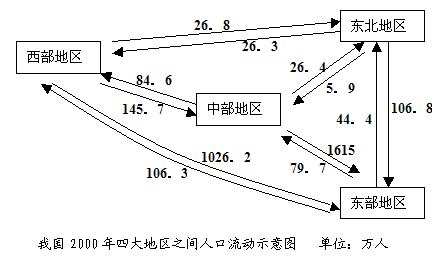 26. 8
东北地区
26. 3
西部地区
84. 6
26. 4
5. 9
145. 7
中部地区
44. 4
106. 8
1615
1026. 2
79. 7
106. 3
东部地区
我国 2000 年四大地区之间人口流动示意图 单位：万人